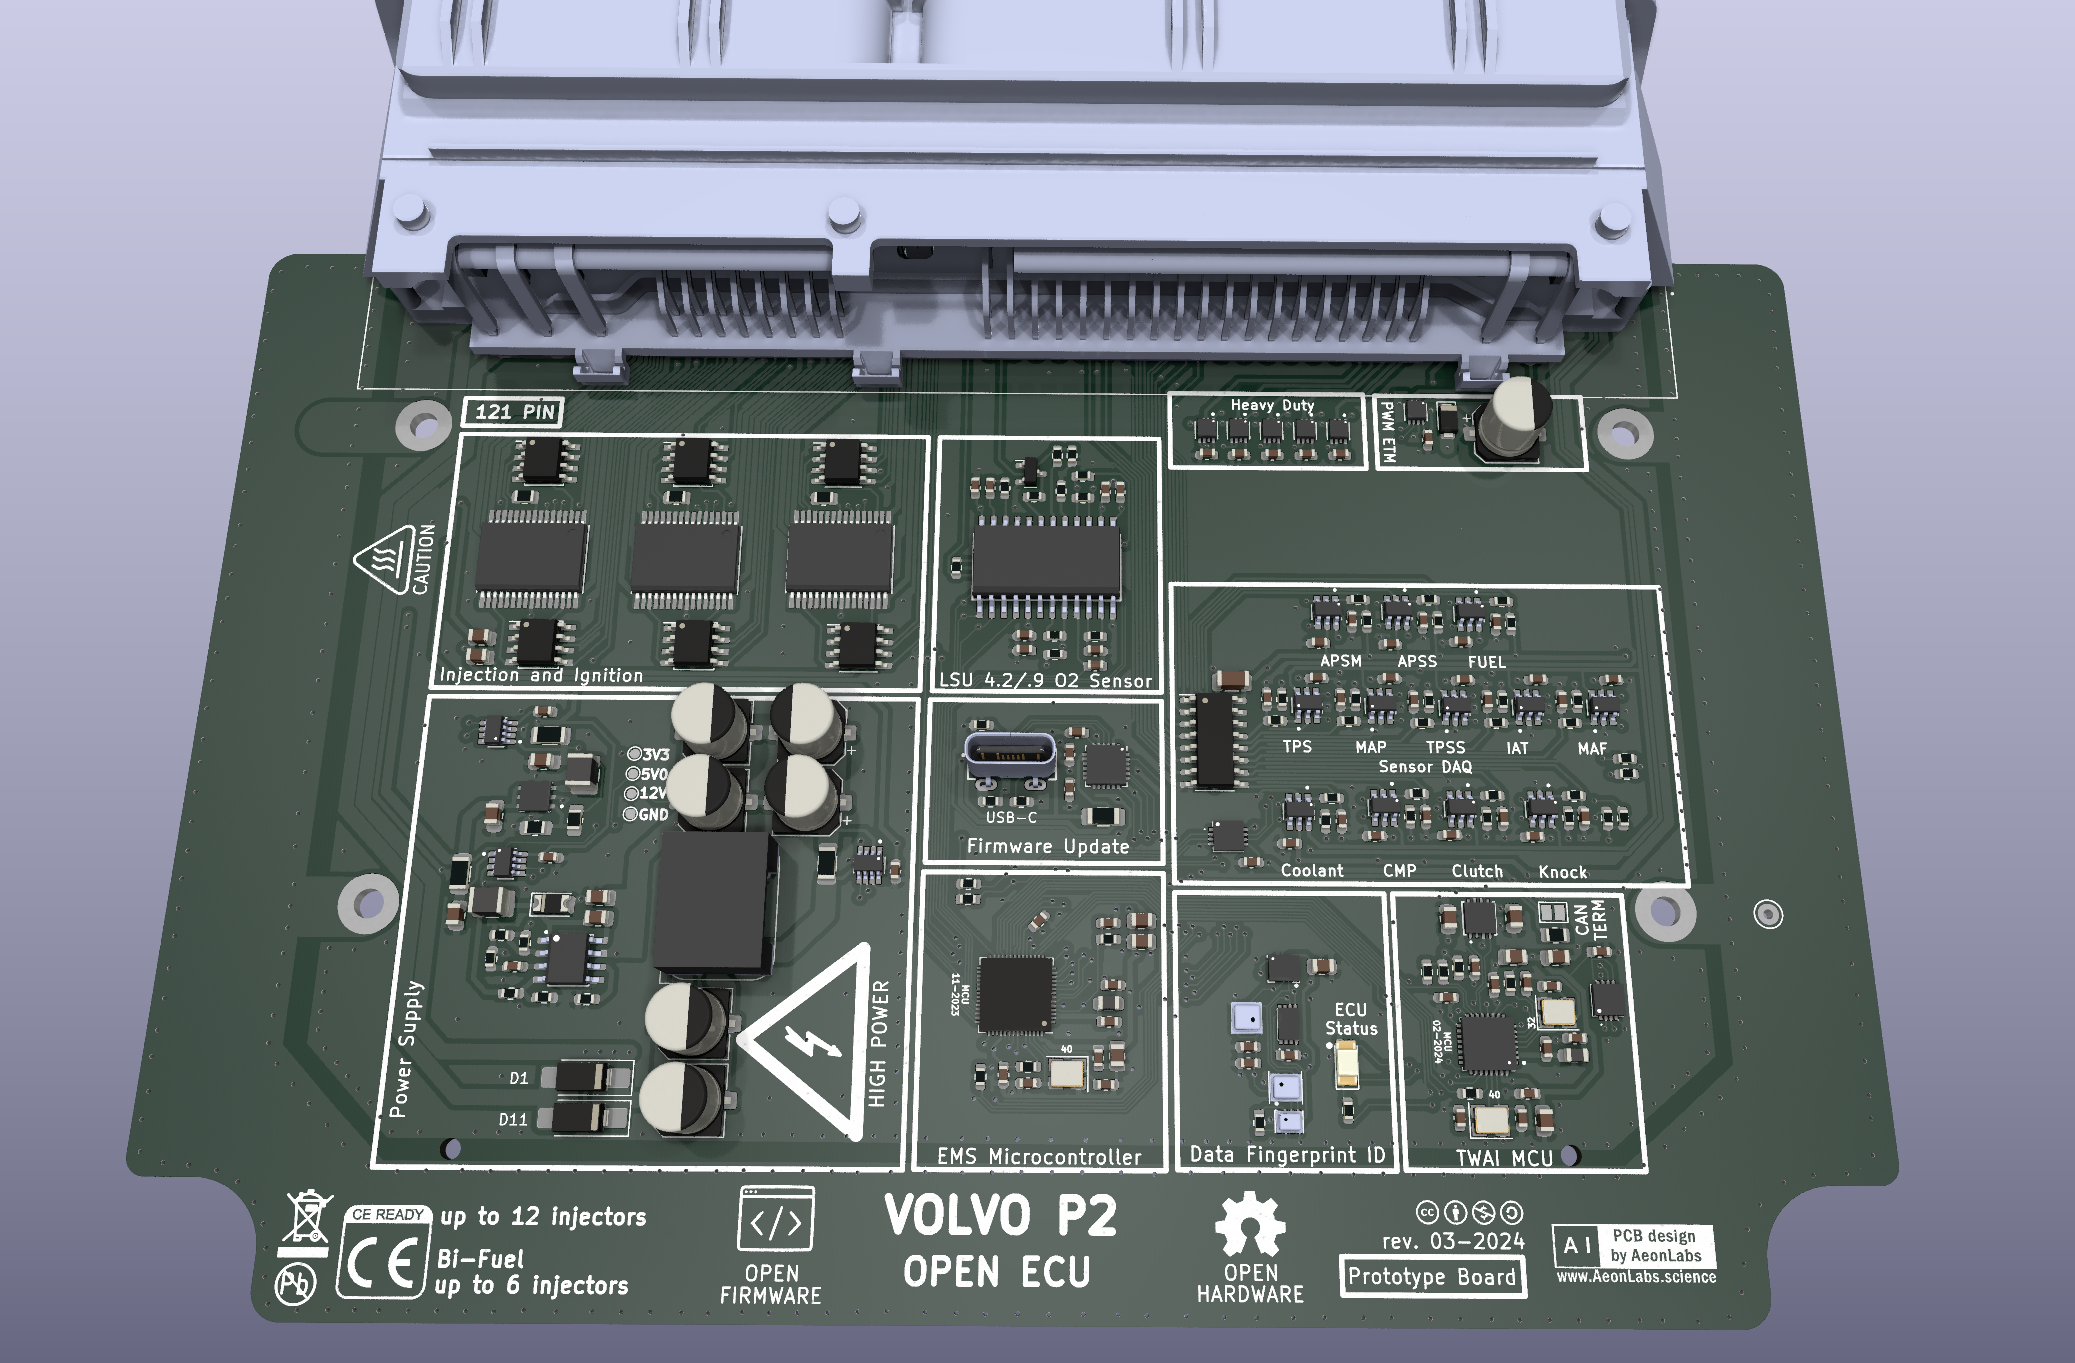 121 PIN
Heavy Duty
PWM ETM
CAUTION
Injection and Ignition
LSU 4.2/.9 O2 Sensor
APSM APSS FUEL
TPS MAP TPSS IAT MAF
Sensor DAQ
Coolant CMP Clutch Knock
3V3
5V0
12V
GND
+
+
+
USB-C
Firmware Update
Power Supply
D1
D11
HIGH POWER
MCU
11-2023
40
EMS Microcontroller
ECU
Status
Data Fingerprint ID
CAN
TERM
32
MCU
02-2024
40
TWAI MCU
Pb
CE READY
CE
up to 12 injectors
Bi-Fuel
up to 6 injectors
</>
OPEN
FIRMWARE
VOLVO P2
OPEN ECU
OPEN
HARDWARE
cc
rev. 03-2024
Prototype Board
AI
PCB design
by AeonLabs
www.AeonLabs.science